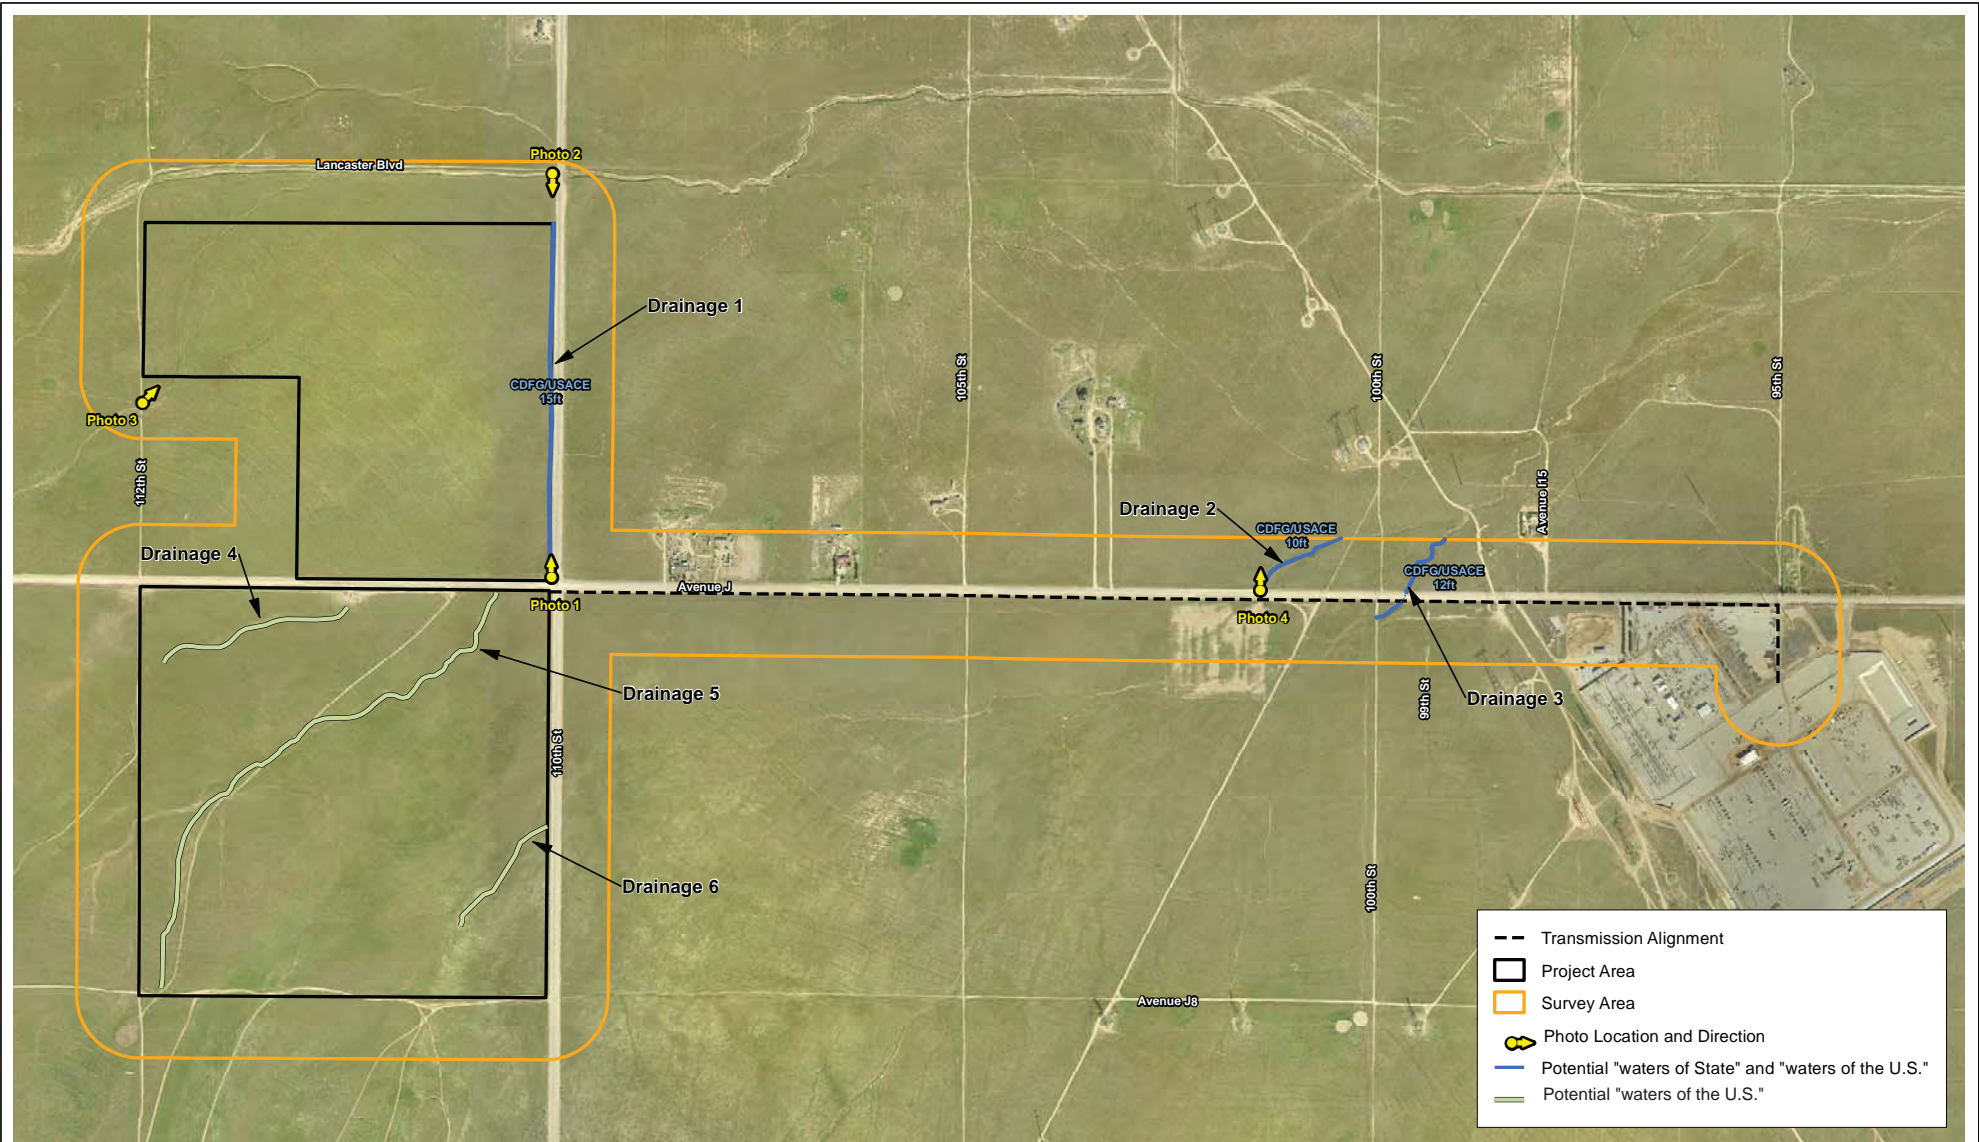 Photo 2
Lancaster Blvd
Drainage 1
CDFG/USACE
15ft
105th St
100th St
95th St
Photo 3
112th St
Avenue I15
Drainage 2
CDFG/USACE
10ft
Drainage 4
CDFG/USACE
12ft
Avenue J
Photo 1
Photo 4
Drainage 5
99th St
Drainage 3
110th St
Drainage 6
100th St
Avenue J8
Transmission Alignment
Project Area
Survey Area
Photo Location and Direction
Potential "waters of State" and "waters of the U.S."
Potential "waters of the U.S."